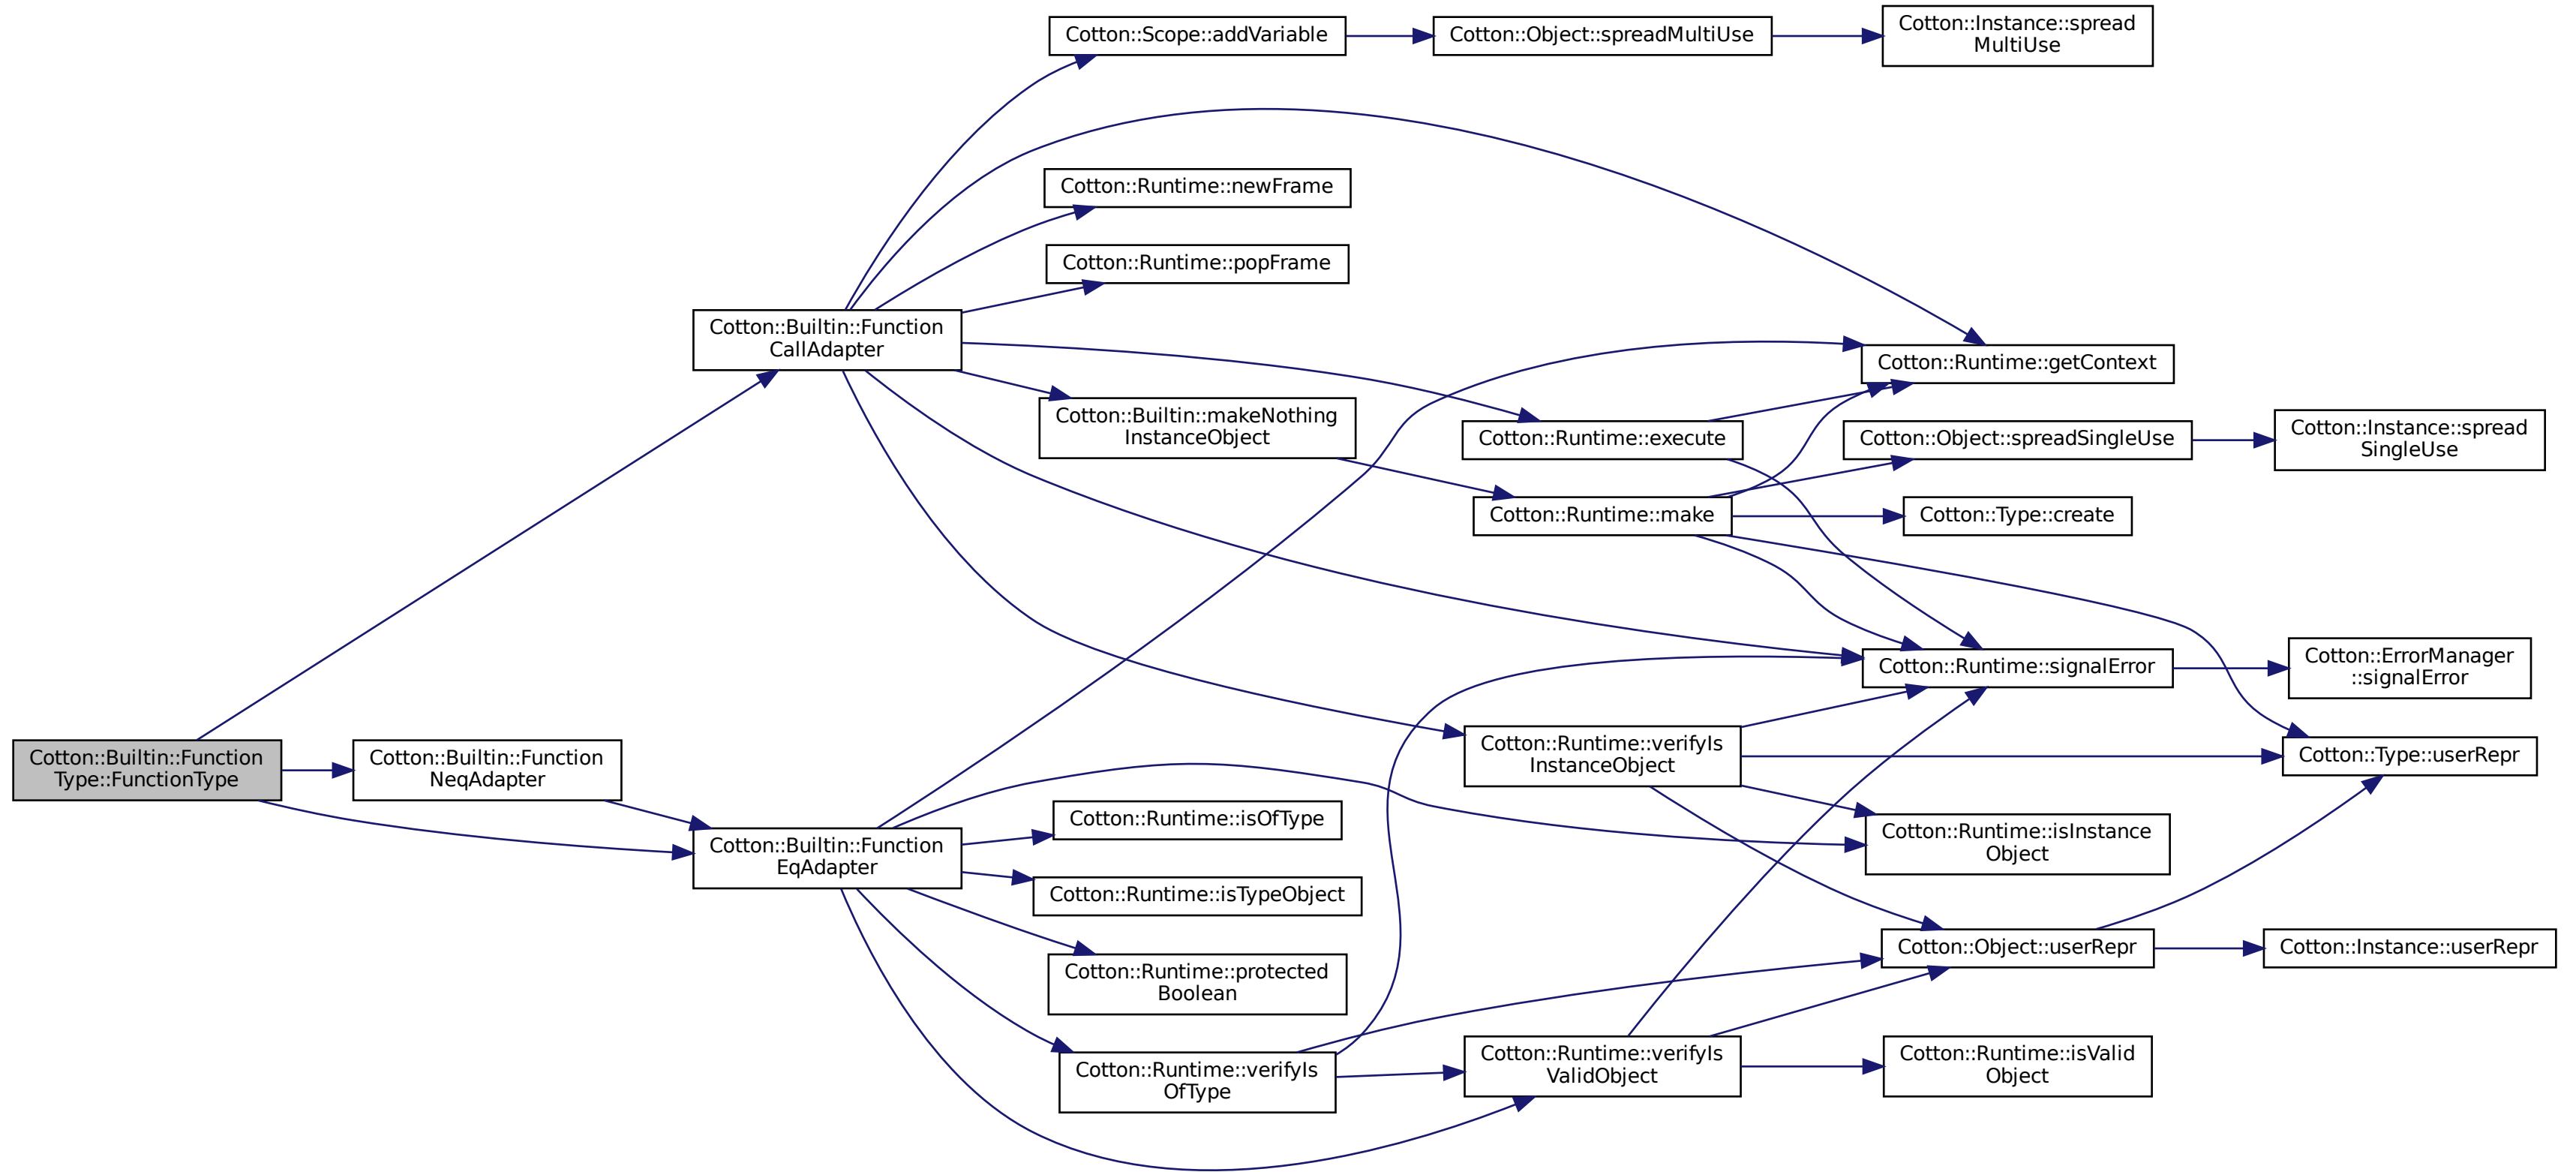 Cotton::Builtin::Function
Type::FunctionType
Cotton::Builtin::Function
NeqAdapter
Cotton::Builtin::Function
CallAdapter
Cotton::Builtin::Function
EqAdapter
Cotton::Scope::addVariable
Cotton::Runtime::newFrame
Cotton::Runtime::popFrame
Cotton::Builtin::makeNothing
InstanceObject
Cotton::Runtime::isOfType
Cotton::Runtime::isTypeObject
Cotton::Runtime::protected
Boolean
Cotton::Runtime::verifyIs
OfType
Cotton::Object::spreadMultiUse
Cotton::Runtime::execute
Cotton::Runtime::make
Cotton::Runtime::verifyIs
InstanceObject
Cotton::Runtime::verifyIs
ValidObject
Cotton::Instance::spread
MultiUse
Cotton::Runtime::getContext
Cotton::Object::spreadSingleUse
Cotton::Type::create
Cotton::Runtime::signalError
Cotton::Runtime::isInstance
Object
Cotton::Object::userRepr
Cotton::Runtime::isValid
Object
Cotton::Instance::spread
SingleUse
Cotton::ErrorManager
::signalError
Cotton::Type::userRepr
Cotton::Instance::userRepr